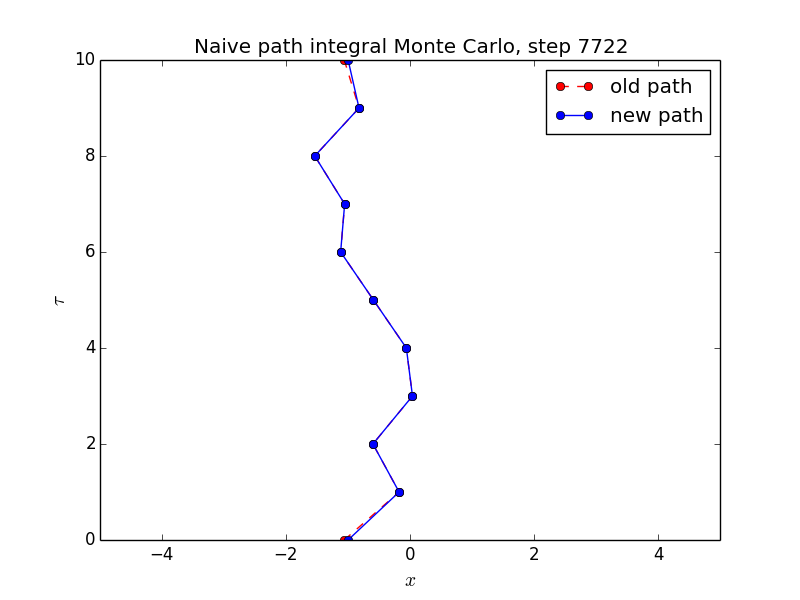 Naive path integral Monte Carlo, step 7722
old path
new path
10
8
6
4
2
0
τ
−4 −2 0 2 4
x